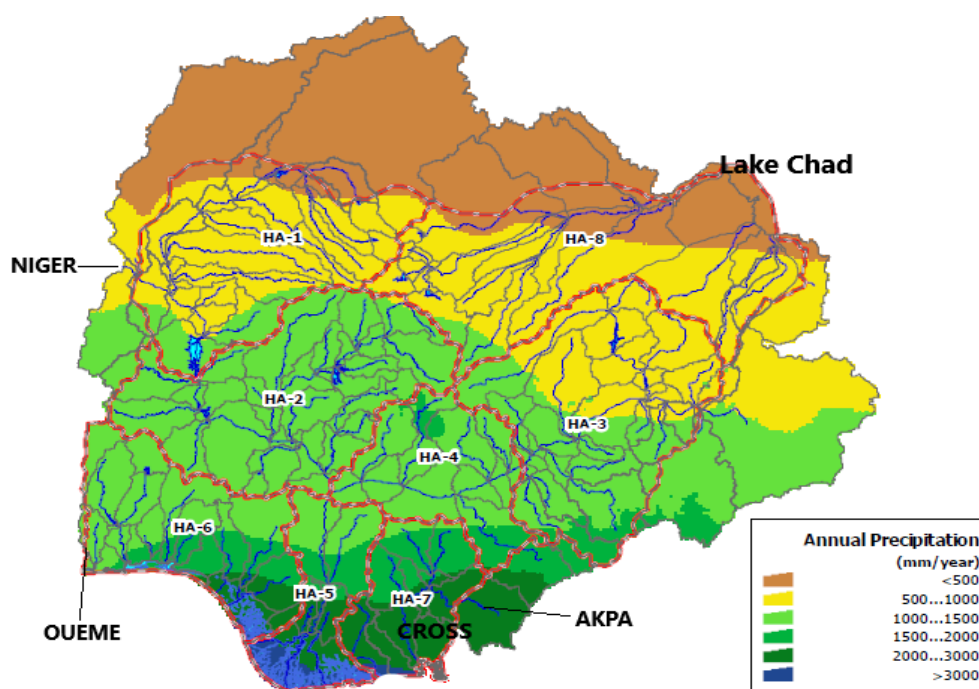 Lake Chad
HA-1
HA-8
NIGER
HA-2
HA-3
HA-4
HA-6
HA-5
HA-7
OUEME
CROSS
AKPA
Annual Precipitation
(mm/year)
<500
500...1000
1000...1500
1500...2000
2000...3000
>3000